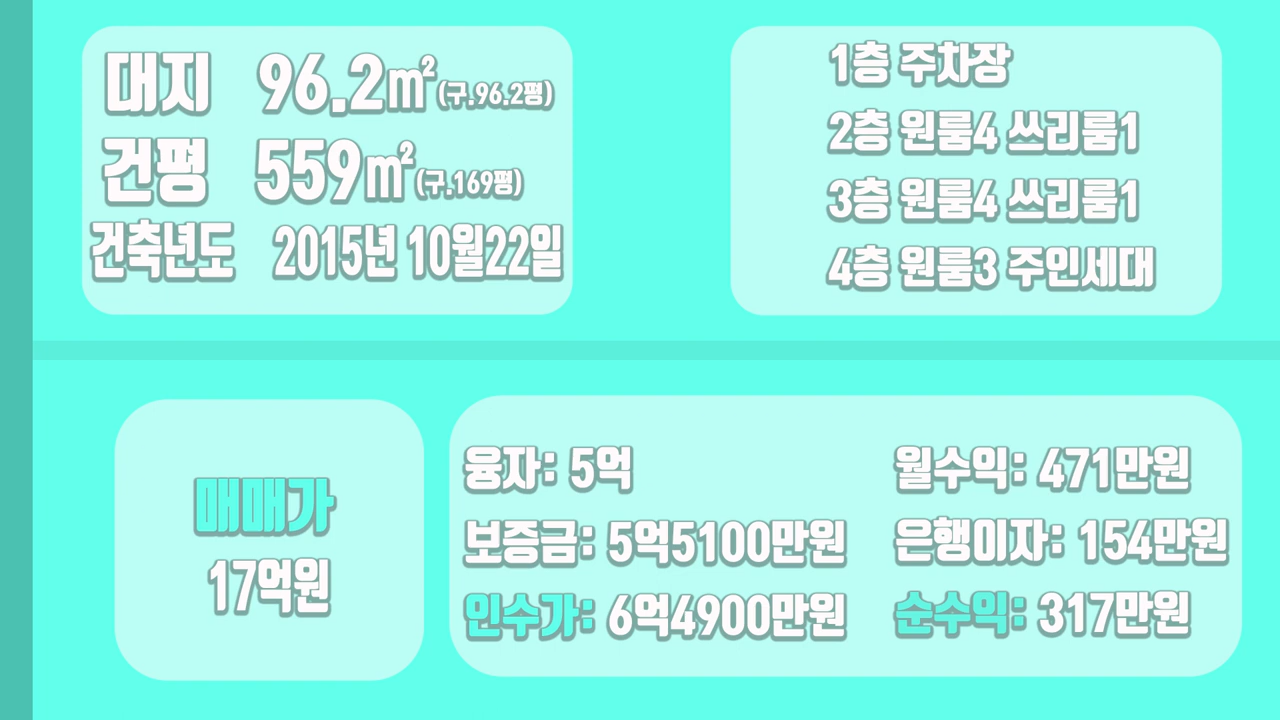 대지 96.2㎡(구.96.2평)
건평 559㎡(구.169평)
건축년도 2015년 10월22일
1층 주차장
2층 원룸4 쓰리룸1
3층 원룸4 쓰리룸1
4층 원룸3 주인세대
매매가
17억원
융자: 5억
보증금: 5억5100만원
인수가: 6억4900만원
월수익: 471만원
은행이자: 154만원
순수익: 317만원